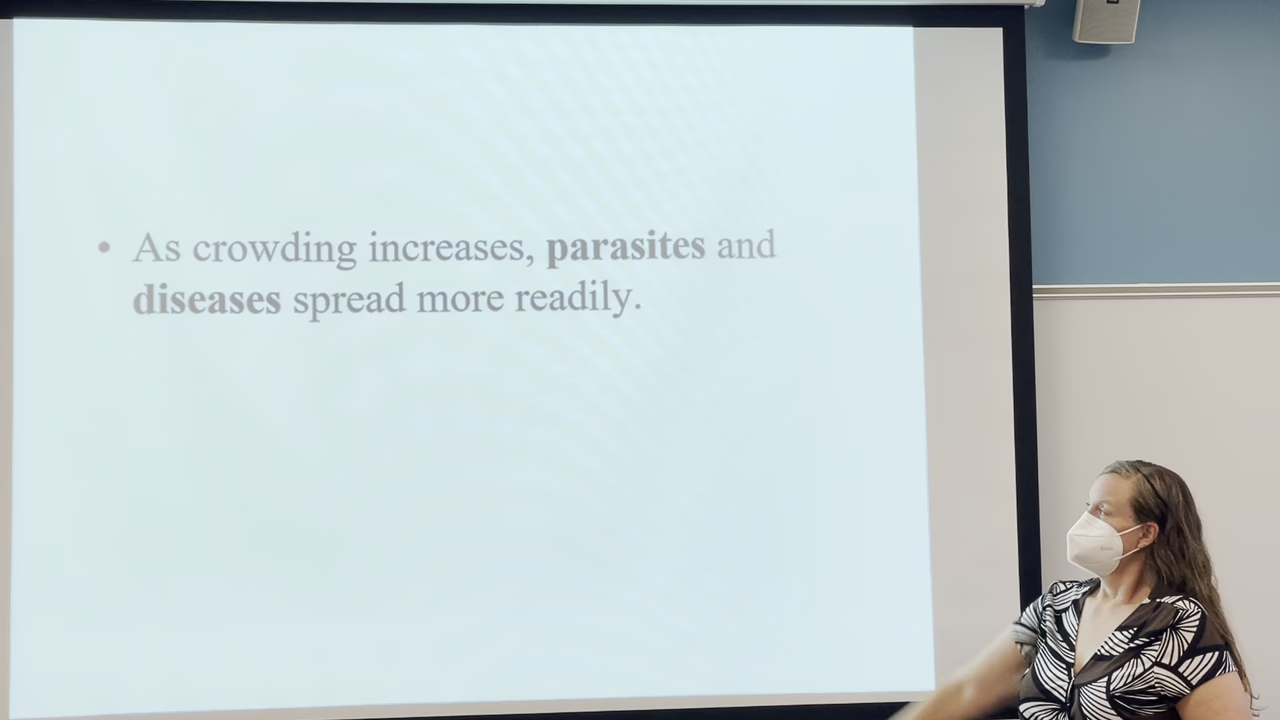 • As crowding increases, parasites and
diseases spread more readily.